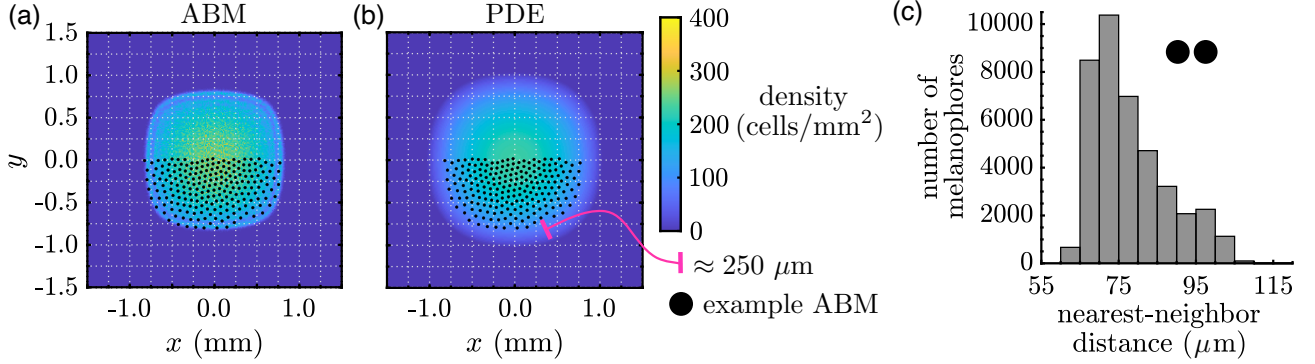 (a)
ABM
1.5
1.0
0.5
0.0
-0.5
-1.0
-1.5
y
-1.0 0.0 1.0
x (mm)
(b)
PDE
-1.0 0.0 1.0
x (mm)
400
300
200
100
0
density
(cells/mm²)
≈ 250 μm
example ABM
(c)
10000
8000
6000
4000
2000
0
number of
melanophores
55 75 95 115
nearest-neighbor
distance (μm)